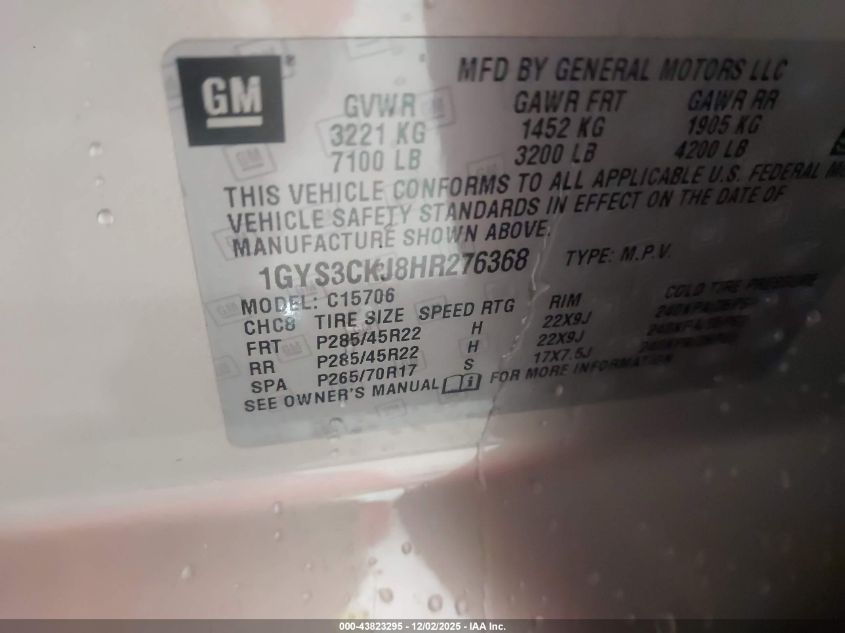 GM
MFD BY GENERAL MOTORS LLC
GVWR GAWR FRT GAWR RR
3221 KG 1452 KG 1905 KG
7100 LB 3200 LB 4200 LB
THIS VEHICLE CONFORMS TO ALL APPLICABLE U.S. FEDERAL
VEHICLE SAFETY STANDARDS IN EFFECT ON THE DATE OF
MANUFACTURE SHOWN ABOVE.
1GYS3CKJ8HR276368 TYPE: M.P.V.
MODEL: C15706
CHC8 TIRE SIZE SPEED RTG RIM COLD TIRE PRESSURE
FRT P285/45R22 H 22X9J
RR P285/45R22 H 22X9J
SPA P265/70R17 S 17X7.5J
SEE OWNER'S MANUAL FOR MORE INFORMATION
000-43823295 - 12/02/2025 - IAA Inc.